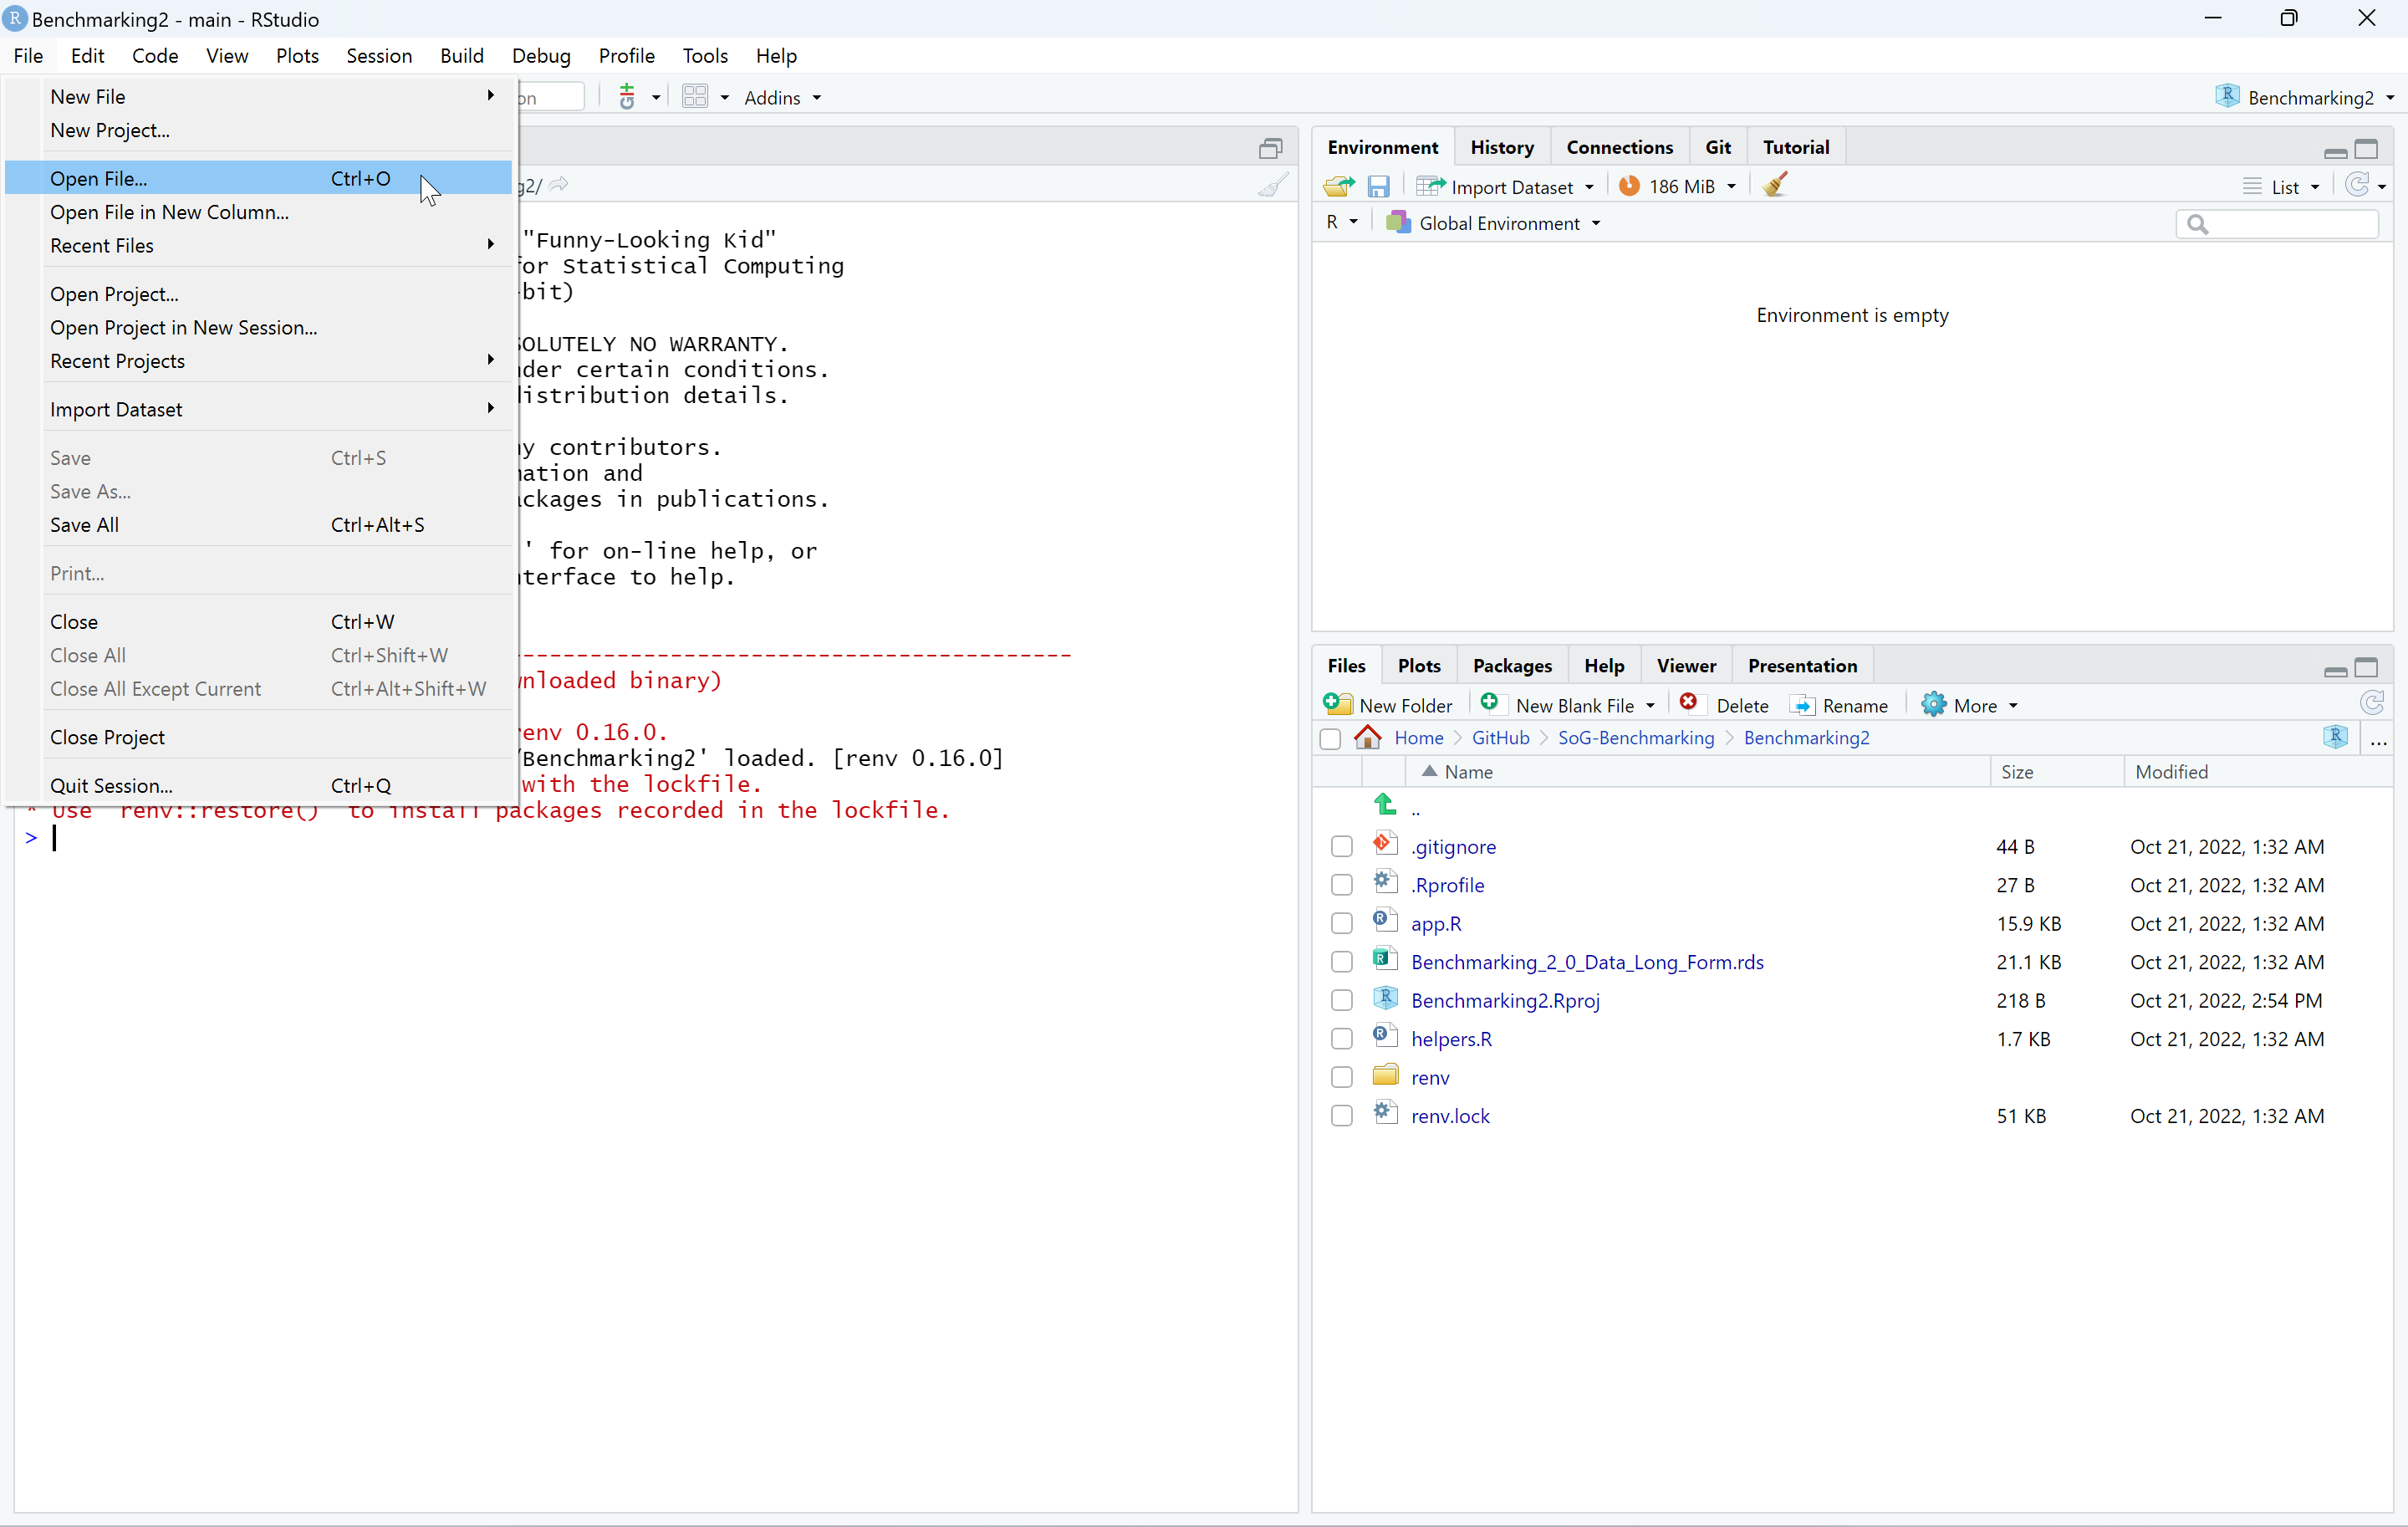 R Benchmarking2 - main - RStudio
File Edit Code View Plots Session Build Debug Profile Tools Help
Addins
Benchmarking2
New File
New Project...
Open File... Ctrl+O
Open File in New Column...
Recent Files
Open Project...
Open Project in New Session...
Recent Projects
Import Dataset
Save Ctrl+S
Save As...
Save All Ctrl+Alt+S
Print...
Close Ctrl+W
Close All Ctrl+Shift+W
Close All Except Current Ctrl+Alt+Shift+W
Close Project
Quit Session... Ctrl+Q
on
g2/
"Funny-Looking Kid"
or Statistical Computing
bit)
OLUTELY NO WARRANTY.
der certain conditions.
istribution details.
y contributors.
ation and
ckages in publications.
' for on-line help, or
terface to help.
----------------------------------------
nloaded binary)
env 0.16.0.
/Benchmarking2' loaded. [renv 0.16.0]
with the lockfile.
* Use `renv::restore()` to install packages recorded in the lockfile.
>
Environment History Connections Git Tutorial
Import Dataset 186 MiB List
R Global Environment
Environment is empty
Files Plots Packages Help Viewer Presentation
New Folder New Blank File Delete Rename More
Home > GitHub > SoG-Benchmarking > Benchmarking2 ...
Name Size Modified
..
.gitignore 44 B Oct 21, 2022, 1:32 AM
.Rprofile 27 B Oct 21, 2022, 1:32 AM
app.R 15.9 KB Oct 21, 2022, 1:32 AM
Benchmarking_2_0_Data_Long_Form.rds 21.1 KB Oct 21, 2022, 1:32 AM
Benchmarking2.Rproj 218 B Oct 21, 2022, 2:54 PM
helpers.R 1.7 KB Oct 21, 2022, 1:32 AM
renv
renv.lock 51 KB Oct 21, 2022, 1:32 AM